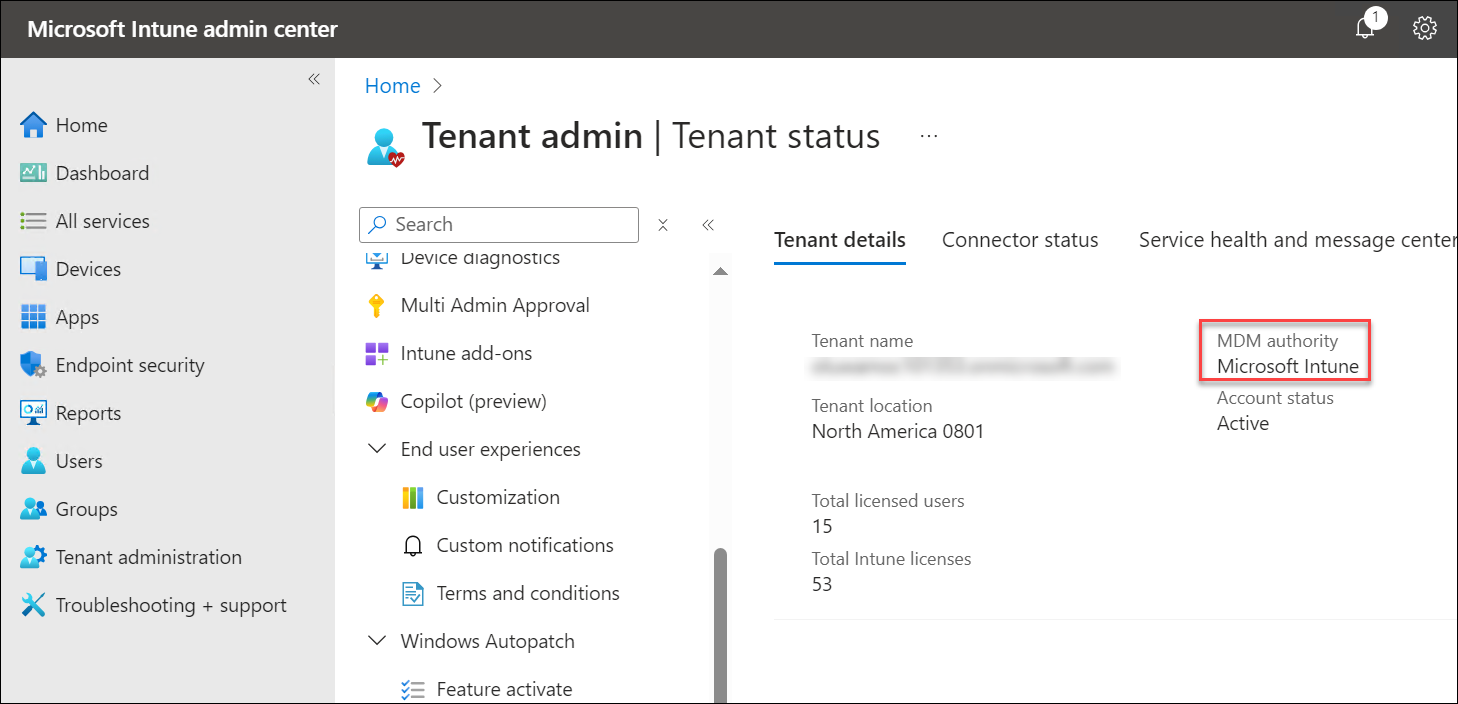 Microsoft Intune admin center
1
Home
Dashboard
All services
Devices
Apps
Endpoint security
Reports
Users
Groups
Tenant administration
Troubleshooting + support
Home
Tenant admin | Tenant status
Search
Device diagnostics
Multi Admin Approval
Intune add-ons
Copilot (preview)
End user experiences
Customization
Custom notifications
Terms and conditions
Windows Autopatch
Feature activate
Tenant details
Connector status
Service health and message center
Tenant name
Tenant location
North America 0801
Total licensed users
15
Total Intune licenses
53
MDM authority
Microsoft Intune
Account status
Active